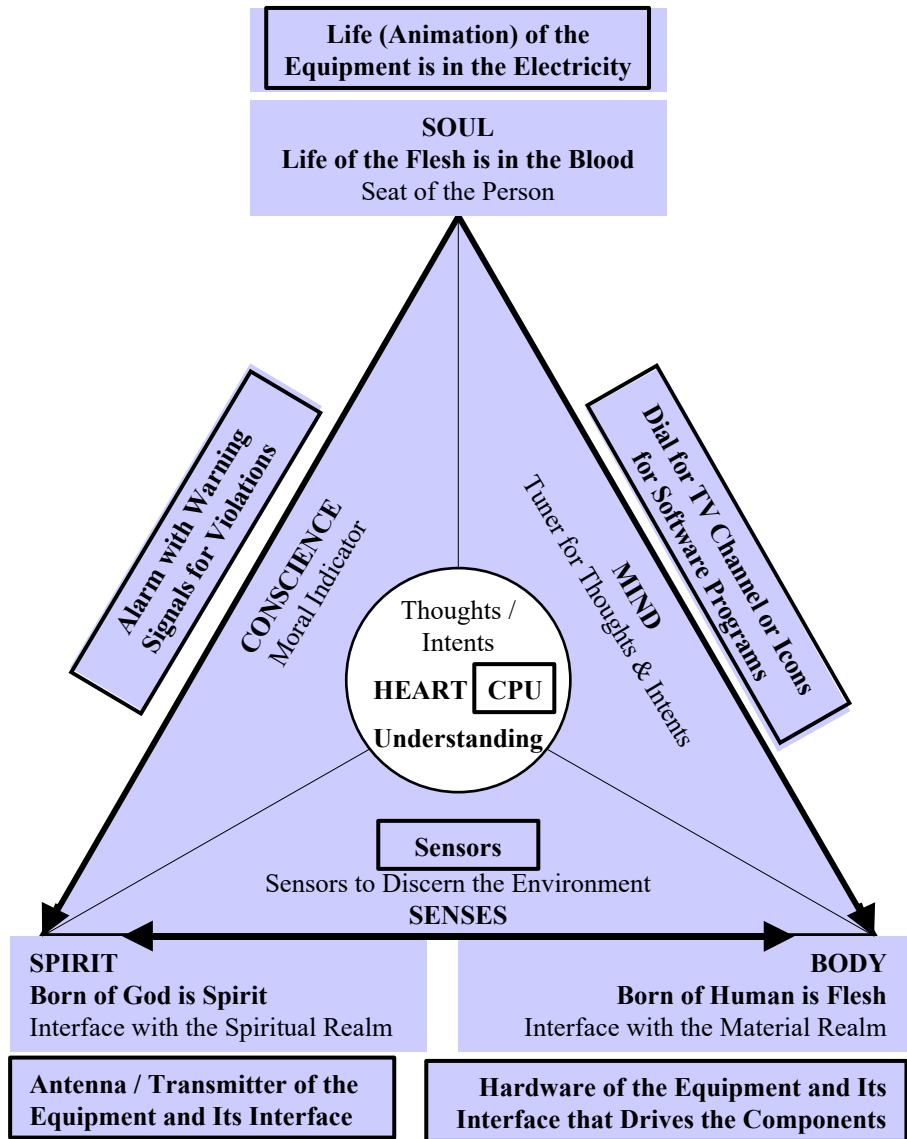 Life (Animation) of the
Equipment is in the Electricity
SOUL
Life of the Flesh is in the Blood
Seat of the Person
Alarm with Warning
Signals for Violations
CONSCIENCE
Moral Indicator
Dial for TV Channel or Icons
for Software Programs
MIND
Tuner for Thoughts & Intents
Thoughts /
Intents
HEART CPU
Understanding
Sensors
Sensors to Discern the Environment
SENSES
SPIRIT
Born of God is Spirit
Interface with the Spiritual Realm
BODY
Born of Human is Flesh
Interface with the Material Realm
Antenna / Transmitter of the
Equipment and Its Interface
Hardware of the Equipment and Its
Interface that Drives the Components